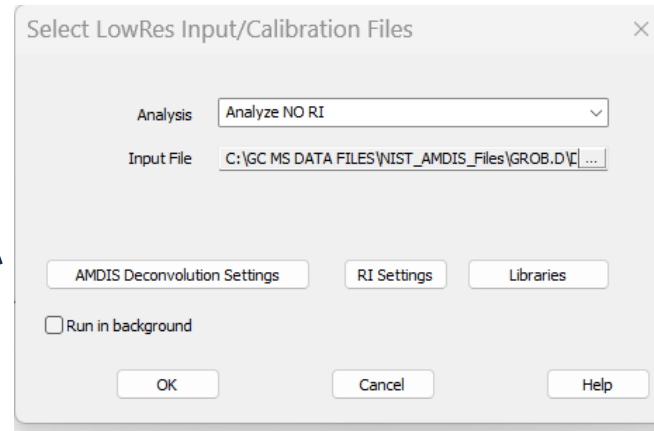 Select LowRes Input/Calibration Files
Analysis Analyze NO RI
Input File C:\GC MS DATA FILES\NIST_AMDIS_Files\GROB.D\ ...
AMDIS Deconvolution Settings RI Settings Libraries
Run in background
OK Cancel Help